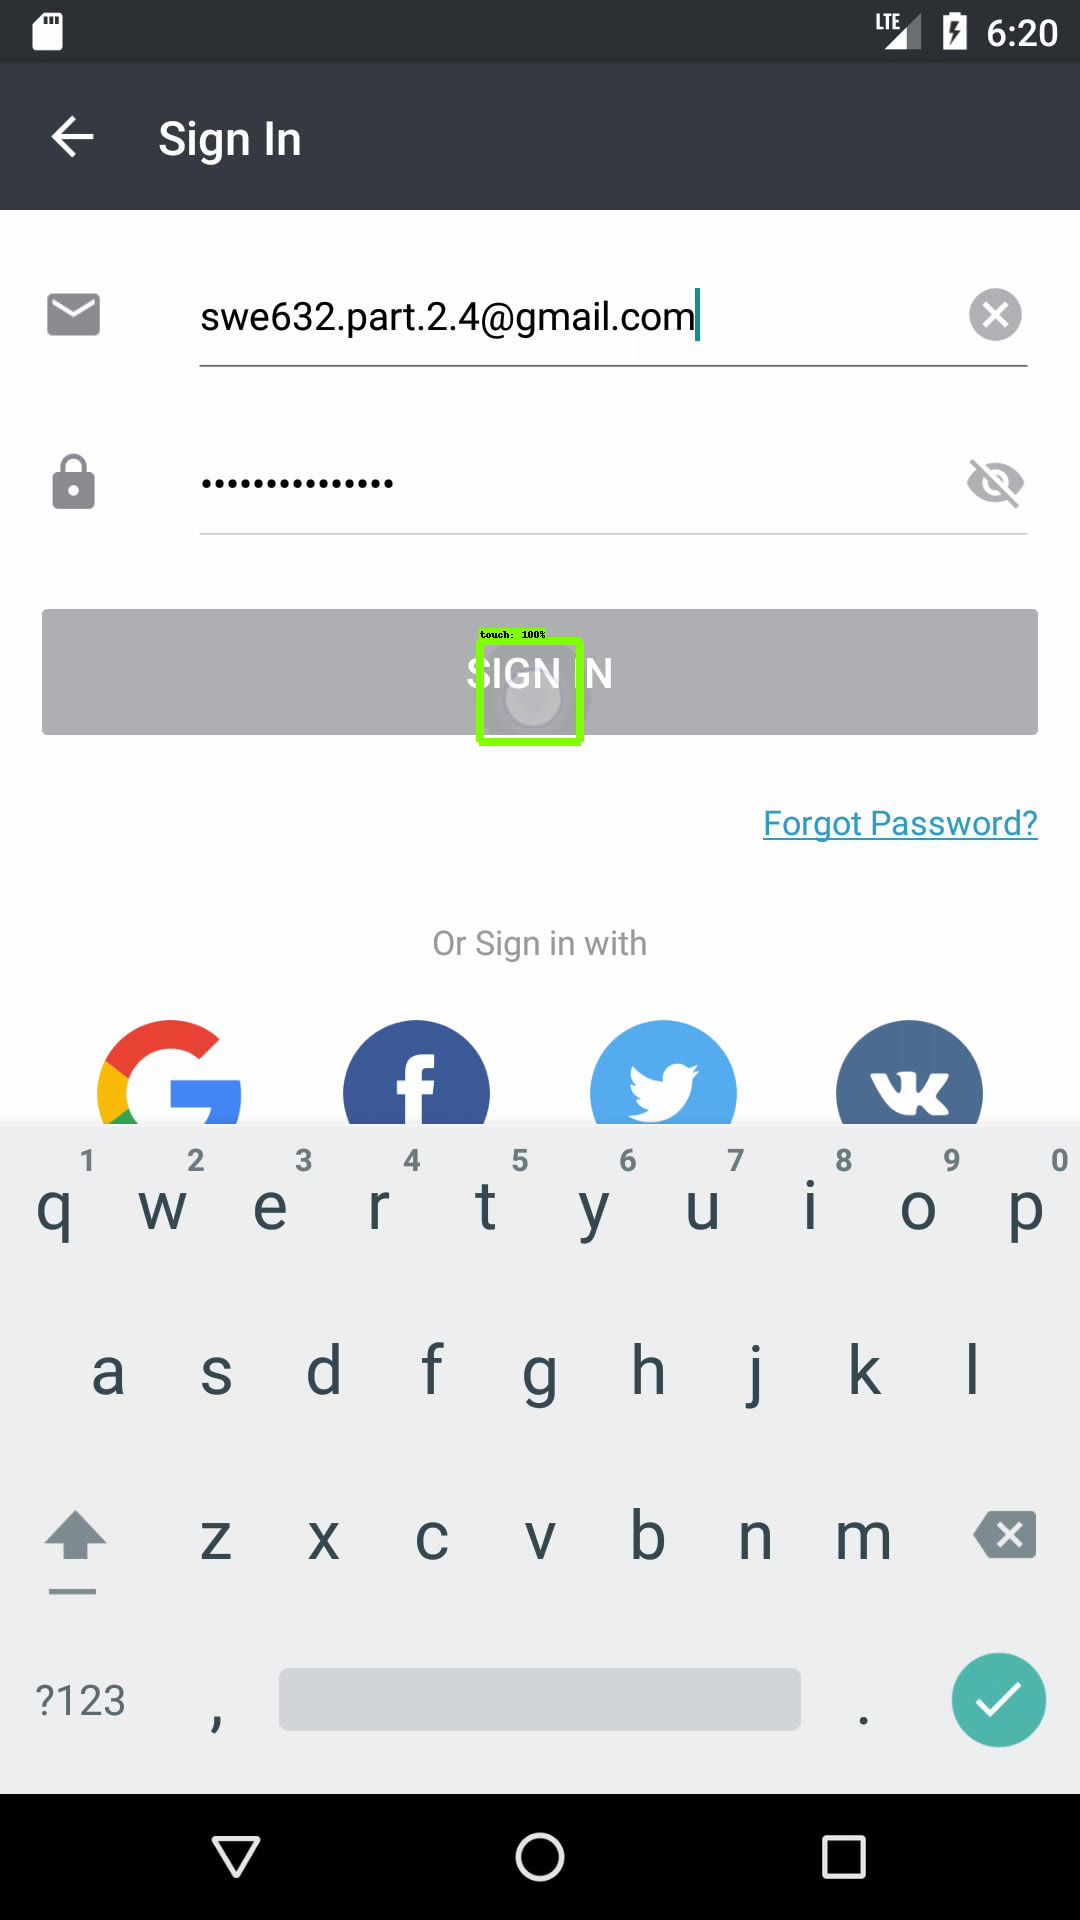 LTE 6:20
Sign In
swe632.part.2.4@gmail.com
•••••••••••••••
touch: 100%
SIGN IN
Forgot Password?
Or Sign in with
1 2 3 4 5 6 7 8 9 0
q w e r t y u i o p
a s d f g h j k l
z x c v b n m
?123 , .